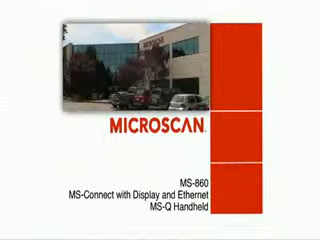 MICROSCAN
MICROSCAN
MS-860
MS-Connect with Display and Ethernet
MS-Q Handheld